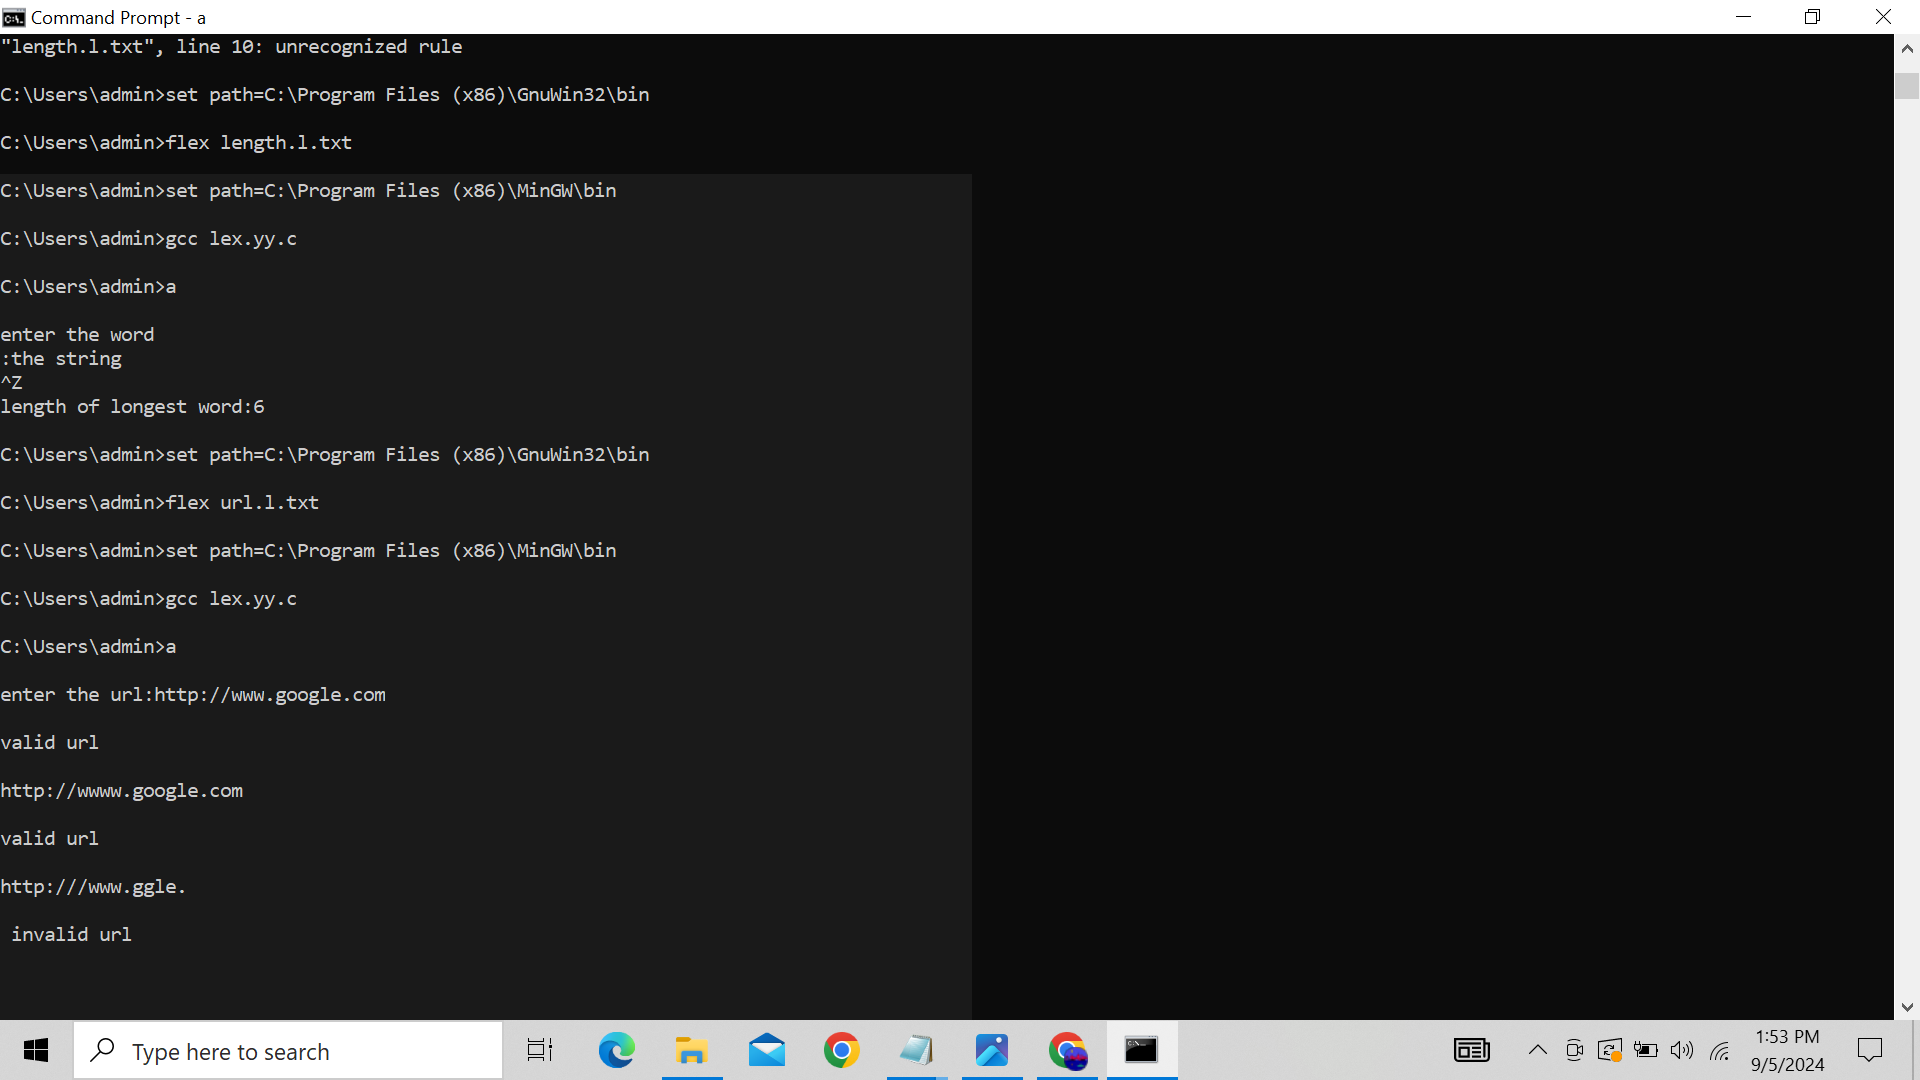 Command Prompt - a
"length.l.txt", line 10: unrecognized rule
C:\Users\admin>set path=C:\Program Files (x86)\GnuWin32\bin
C:\Users\admin>flex length.l.txt
C:\Users\admin>set path=C:\Program Files (x86)\MinGW\bin
C:\Users\admin>gcc lex.yy.c
C:\Users\admin>a
enter the word
:the string
^Z
length of longest word:6
C:\Users\admin>set path=C:\Program Files (x86)\GnuWin32\bin
C:\Users\admin>flex url.l.txt
C:\Users\admin>set path=C:\Program Files (x86)\MinGW\bin
C:\Users\admin>gcc lex.yy.c
C:\Users\admin>a
enter the url:http://www.google.com
valid url
http://wwww.google.com
valid url
http:///www.ggle.
 invalid url
Type here to search
1:53 PM
9/5/2024